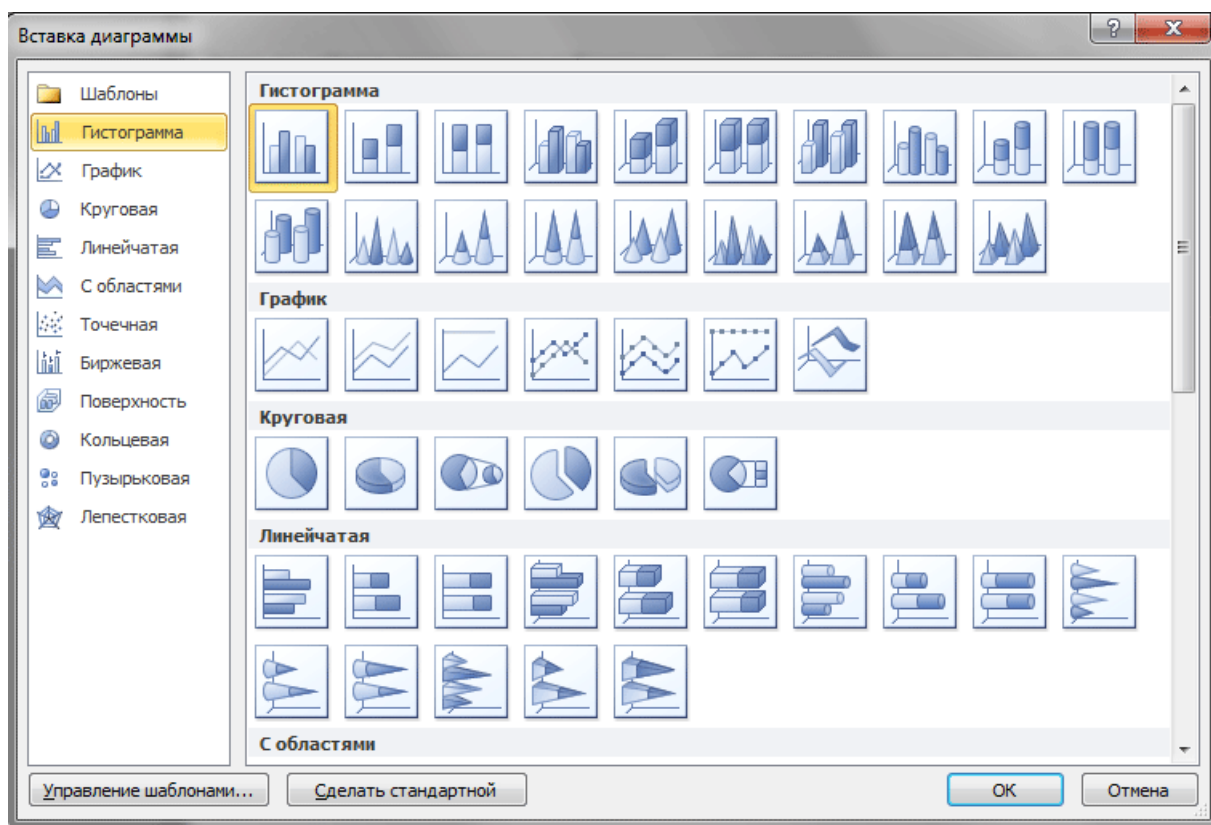 Вставка диаграммы
Шаблоны
Гистограмма
График
Круговая
Линейчатая
С областями
Точечная
Биржевая
Поверхность
Кольцевая
Пузырьковая
Лепестковая
Гистограмма
График
Круговая
Линейчатая
С областями
Управление шаблонами...
Сделать стандартной
ОК
Отмена